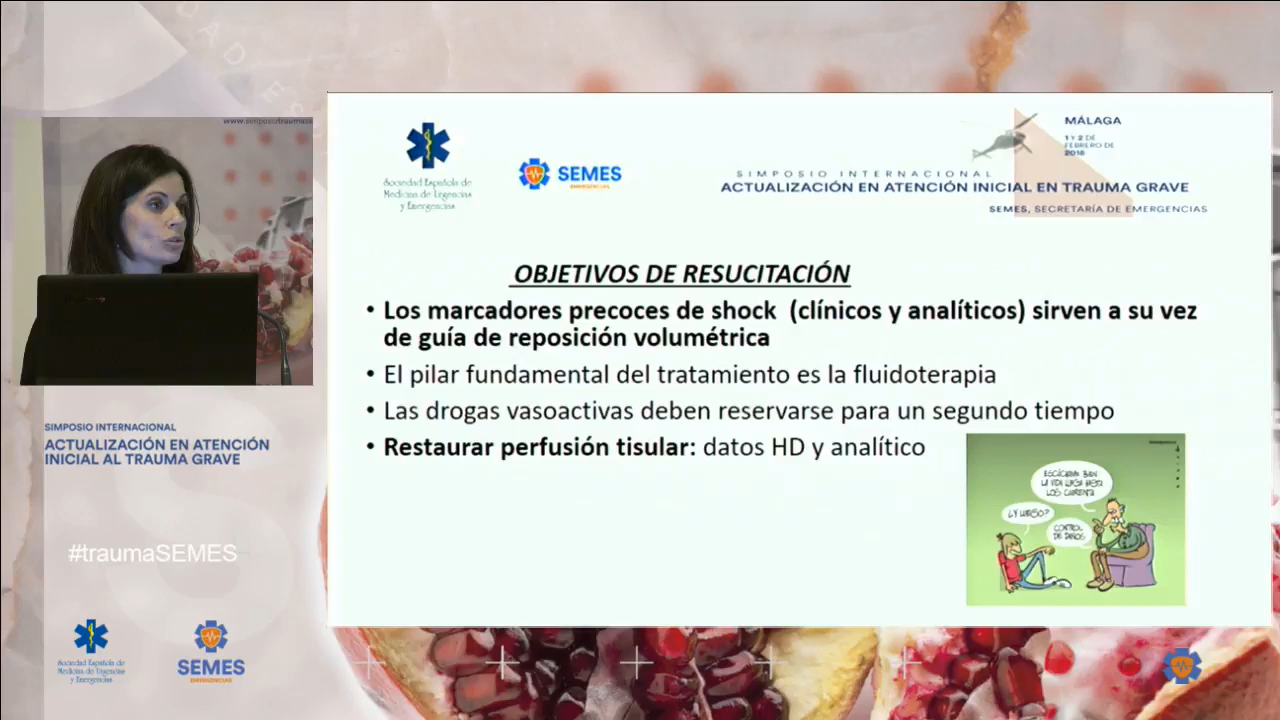 www.simposiotraumase
Sociedad Española de
Medicina de Urgencias
y Emergencias
SEMES
EMERGENCIAS
MÁLAGA
1 Y 2 DE
FEBRERO DE
2018
SIMPOSIO INTERNACIONAL
ACTUALIZACIÓN EN ATENCIÓN INICIAL EN TRAUMA GRAVE
SEMES, SECRETARÍA DE EMERGENCIAS
OBJETIVOS DE RESUCITACIÓN
• Los marcadores precoces de shock (clínicos y analíticos) sirven a su vez
de guía de reposición volumétrica
• El pilar fundamental del tratamiento es la fluidoterapia
• Las drogas vasoactivas deben reservarse para un segundo tiempo
• Restaurar perfusión tisular: datos HD y analítico
ESCÚCHAME BIEN
LA VIDA LLEGA HASTA
LOS CUARENTA
¿Y LUEGO?
CONTROL
DE DAÑOS
SIMPOSIO INTERNACIONAL
ACTUALIZACIÓN EN ATENCIÓN
INICIAL AL TRAUMA GRAVE
#traumaSEMES
Sociedad Española de
Medicina de Urgencias
y Emergencias
SEMES
EMERGENCIAS